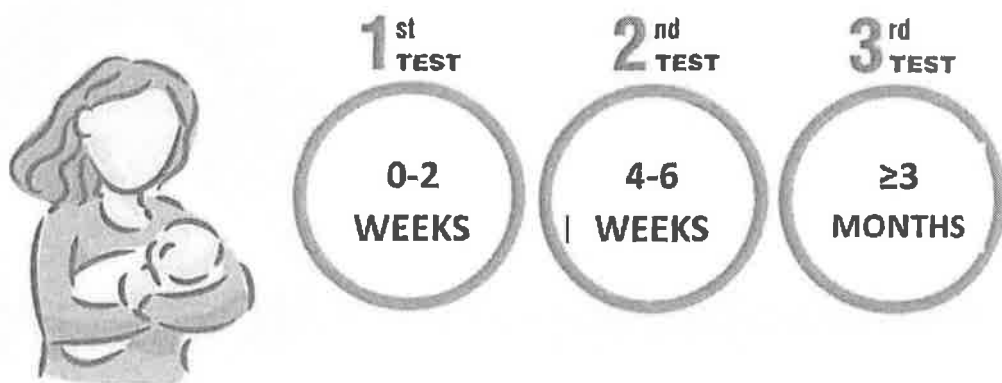 1st TEST
2nd TEST
3rd TEST
0-2
WEEKS
4-6
WEEKS
≥3
MONTHS